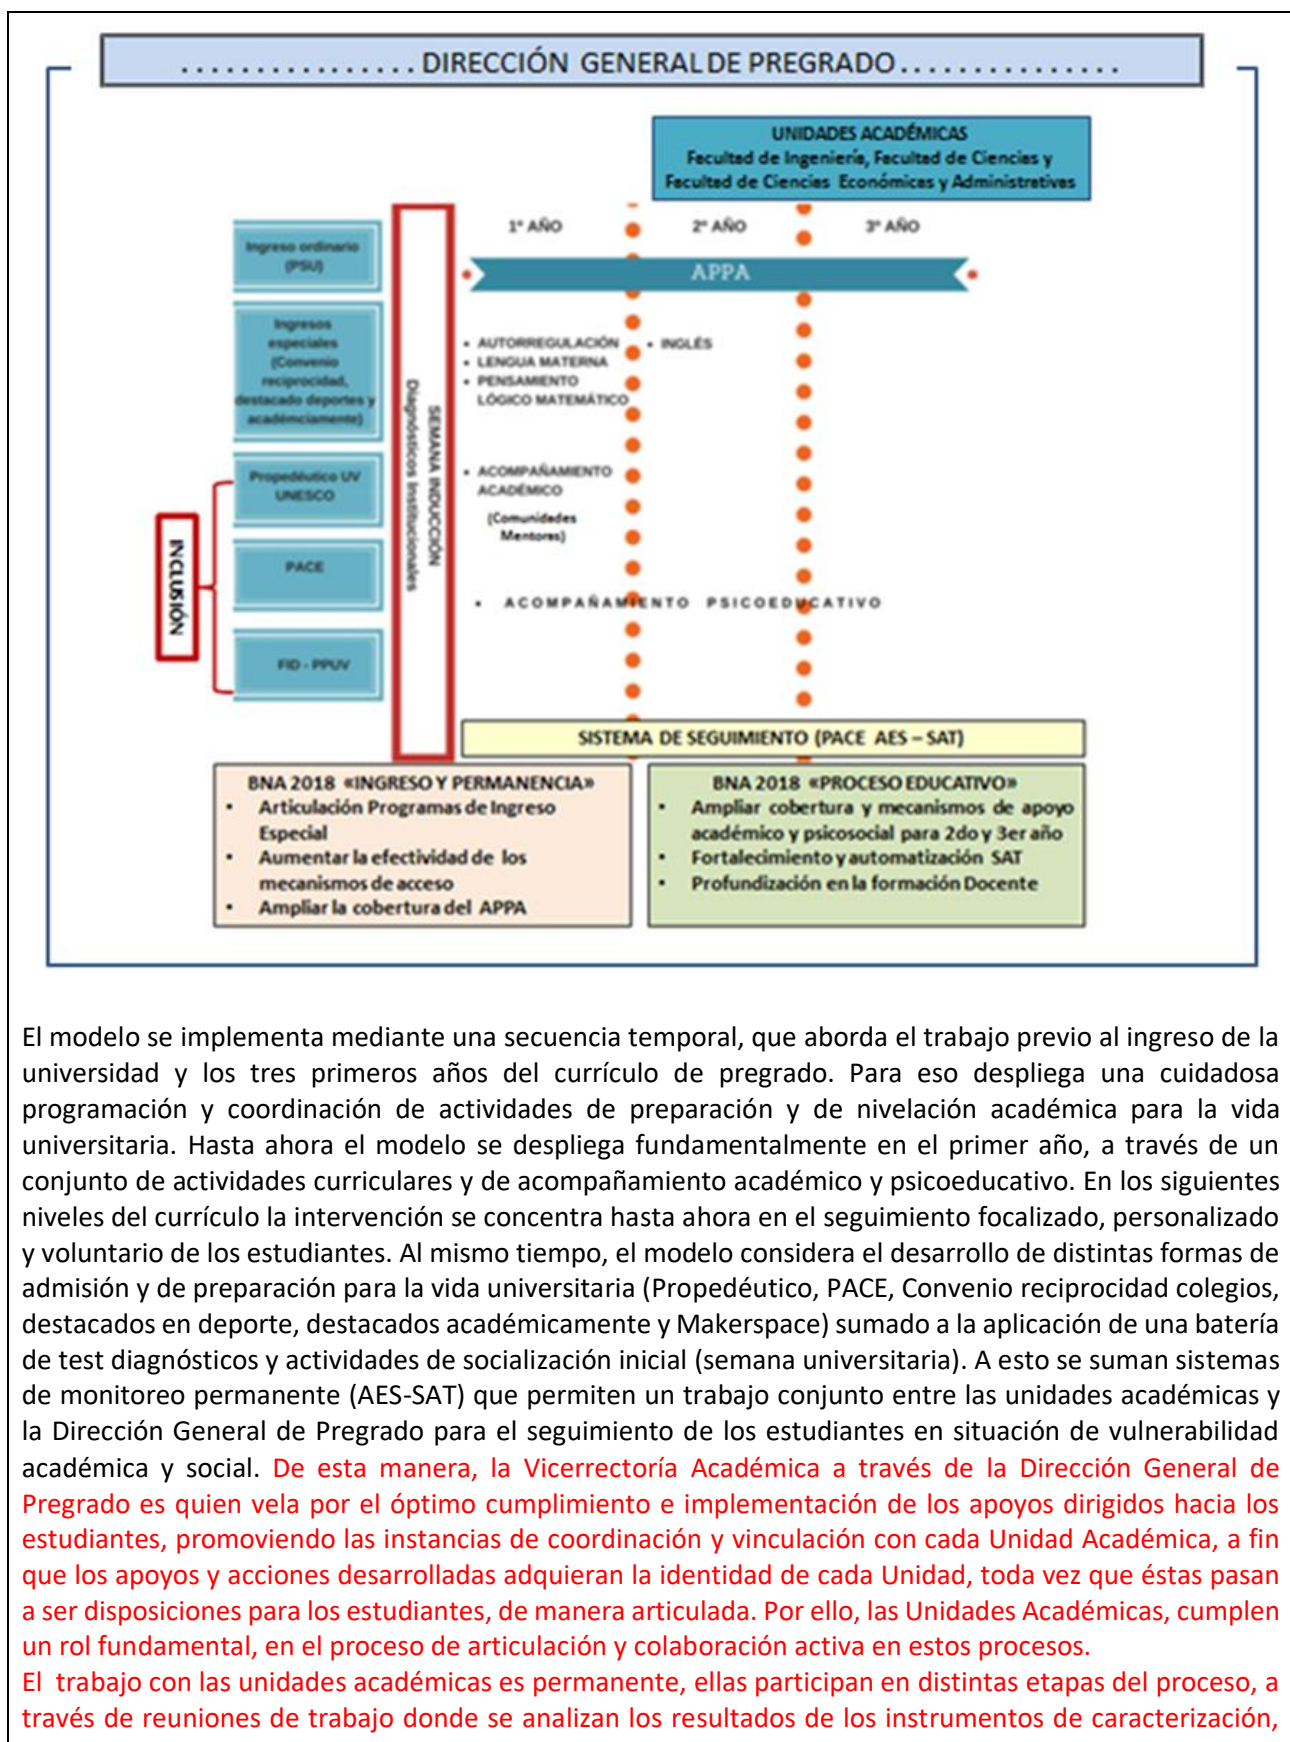 ................DIRECCIÓN GENERAL DE PREGRADO...............
UNIDADES ACADÉMICAS
Facultad de Ingeniería, Facultad de Ciencias y
Facultad de Ciencias Económicas y Administrativas
1° AÑO
2° AÑO
3° AÑO
APPA
Ingreso ordinario
(PSU)
Ingresos
especiales
(Convenio
reciprocidad,
destacado deportes y
académciamente)
Propedéutico UV
UNESCO
PACE
FID - PPUV
INCLUSIÓN
SEMANA INDUCCIÓN
Diagnósticos Institucionales
• AUTORREGULACIÓN
• LENGUA MATERNA
• PENSAMIENTO
LÓGICO MATEMÁTICO
• INGLÉS
• ACOMPAÑAMIENTO
ACADÉMICO
(Comunidades
Mentoras)
• ACOMPAÑAMIENTO PSICOEDUCATIVO
SISTEMA DE SEGUIMIENTO (PACE AES – SAT)
BNA 2018 «INGRESO Y PERMANENCIA»
• Articulación Programas de Ingreso
Especial
• Aumentar la efectividad de los
mecanismos de acceso
• Ampliar la cobertura del APPA
BNA 2018 «PROCESO EDUCATIVO»
• Ampliar cobertura y mecanismos de apoyo
académico y psicosocial para 2do y 3er año
• Fortalecimiento y automatización SAT
• Profundización en la formación Docente
El modelo se implementa mediante una secuencia temporal, que aborda el trabajo previo al ingreso de la
universidad y los tres primeros años del currículo de pregrado. Para eso despliega una cuidadosa
programación y coordinación de actividades de preparación y de nivelación académica para la vida
universitaria. Hasta ahora el modelo se despliega fundamentalmente en el primer año, a través de un
conjunto de actividades curriculares y de acompañamiento académico y psicoeducativo. En los siguientes
niveles del currículo la intervención se concentra hasta ahora en el seguimiento focalizado, personalizado
y voluntario de los estudiantes. Al mismo tiempo, el modelo considera el desarrollo de distintas formas de
admisión y de preparación para la vida universitaria (Propedéutico, PACE, Convenio reciprocidad colegios,
destacados en deporte, destacados académicamente y Makerspace) sumado a la aplicación de una batería
de test diagnósticos y actividades de socialización inicial (semana universitaria). A esto se suman sistemas
de monitoreo permanente (AES-SAT) que permiten un trabajo conjunto entre las unidades académicas y
la Dirección General de Pregrado para el seguimiento de los estudiantes en situación de vulnerabilidad
académica y social. De esta manera, la Vicerrectoría Académica a través de la Dirección General de
Pregrado es quien vela por el óptimo cumplimiento e implementación de los apoyos dirigidos hacia los
estudiantes, promoviendo las instancias de coordinación y vinculación con cada Unidad Académica, a fin
que los apoyos y acciones desarrolladas adquieran la identidad de cada Unidad, toda vez que éstas pasan
a ser disposiciones para los estudiantes, de manera articulada. Por ello, las Unidades Académicas, cumplen
un rol fundamental, en el proceso de articulación y colaboración activa en estos procesos.
El trabajo con las unidades académicas es permanente, ellas participan en distintas etapas del proceso, a
través de reuniones de trabajo donde se analizan los resultados de los instrumentos de caracterización,